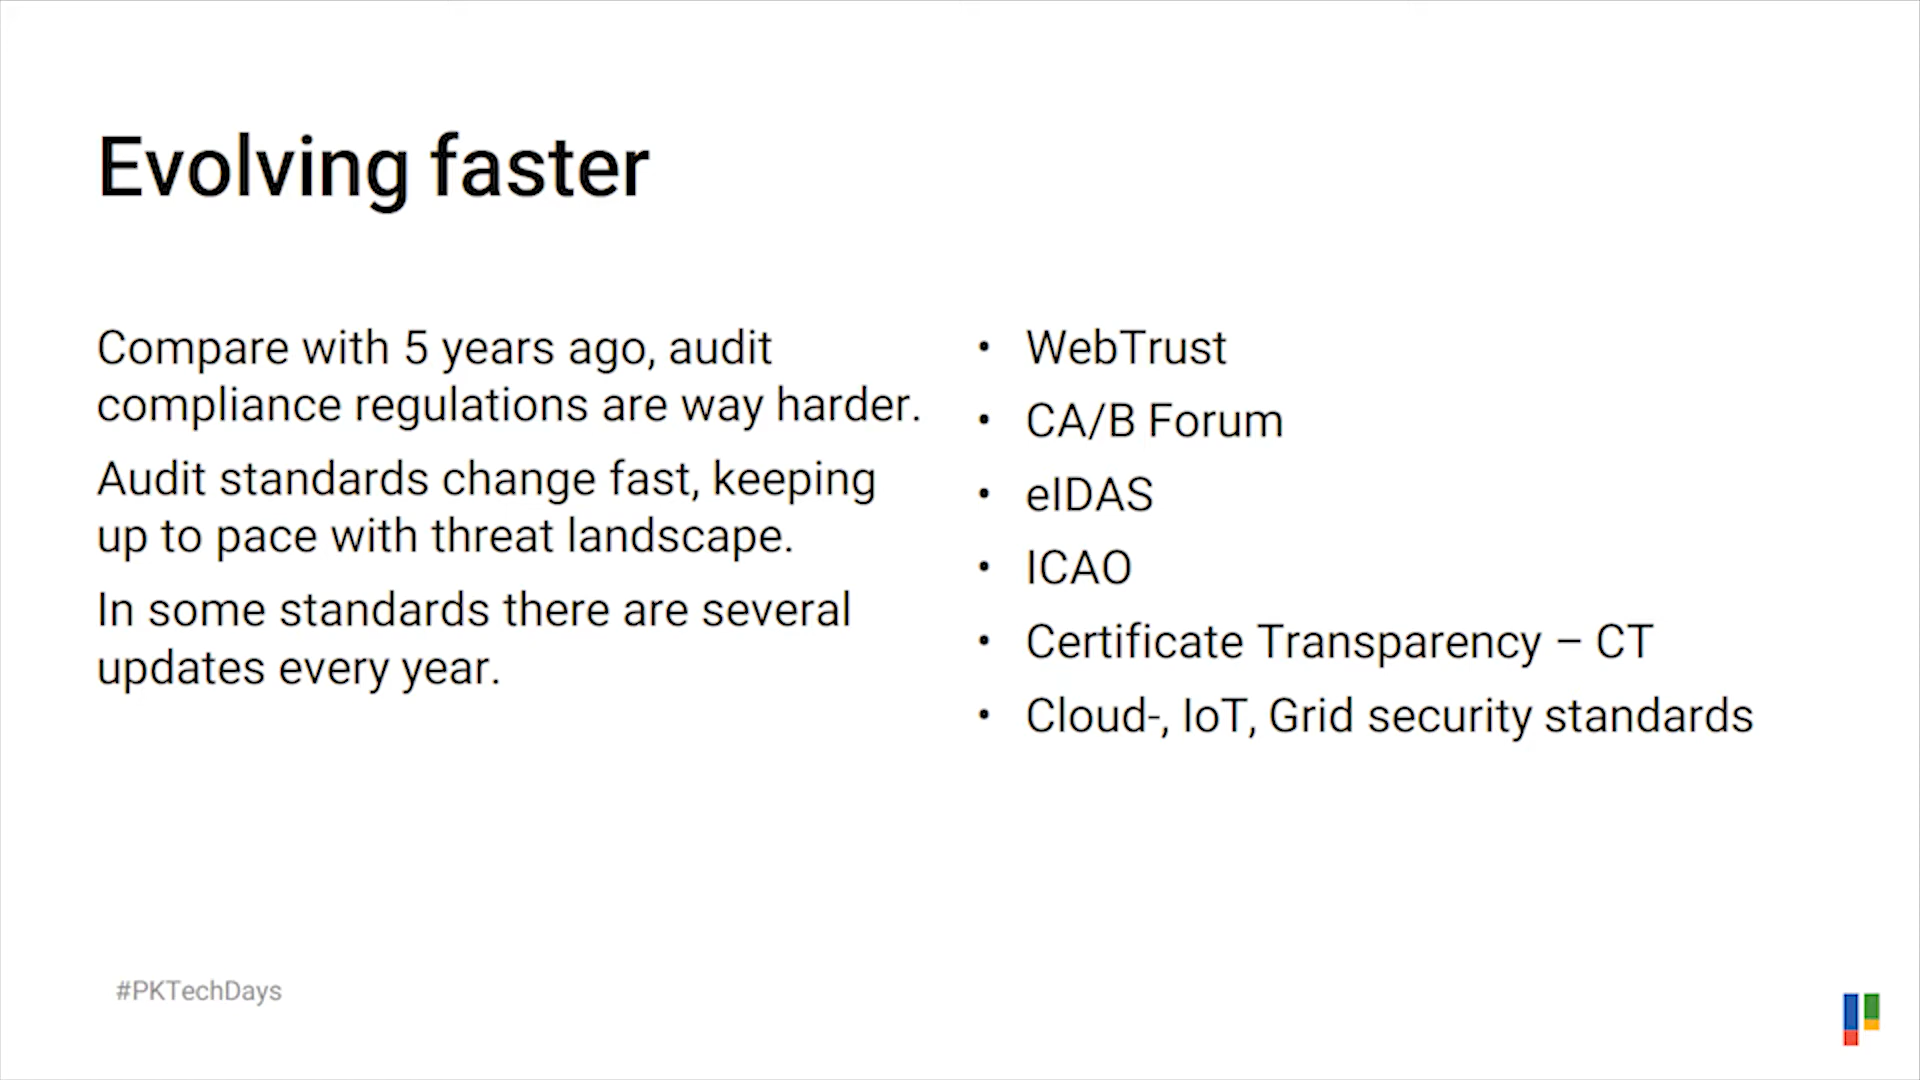 Evolving faster
Compare with 5 years ago, audit
compliance regulations are way harder.
Audit standards change fast, keeping
up to pace with threat landscape.
In some standards there are several
updates every year.
• WebTrust
• CA/B Forum
• eIDAS
• ICAO
• Certificate Transparency – CT
• Cloud-, IoT, Grid security standards
#PKTechDays